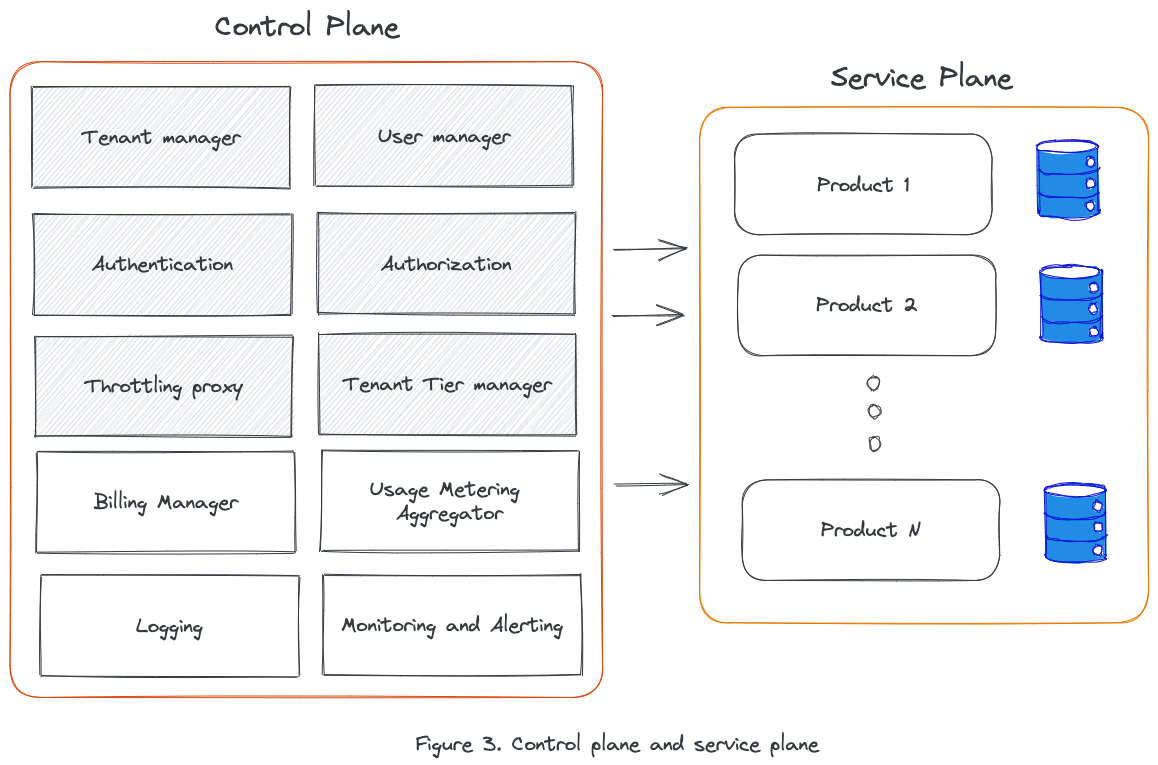 Control Plane
Service Plane
Tenant manager
User manager
Authentication
Authorization
Throttling proxy
Tenant Tier manager
Billing Manager
Usage Metering
Aggregator
Logging
Monitoring and Alerting
Product 1
Product 2
Product N
Figure 3. Control plane and service plane